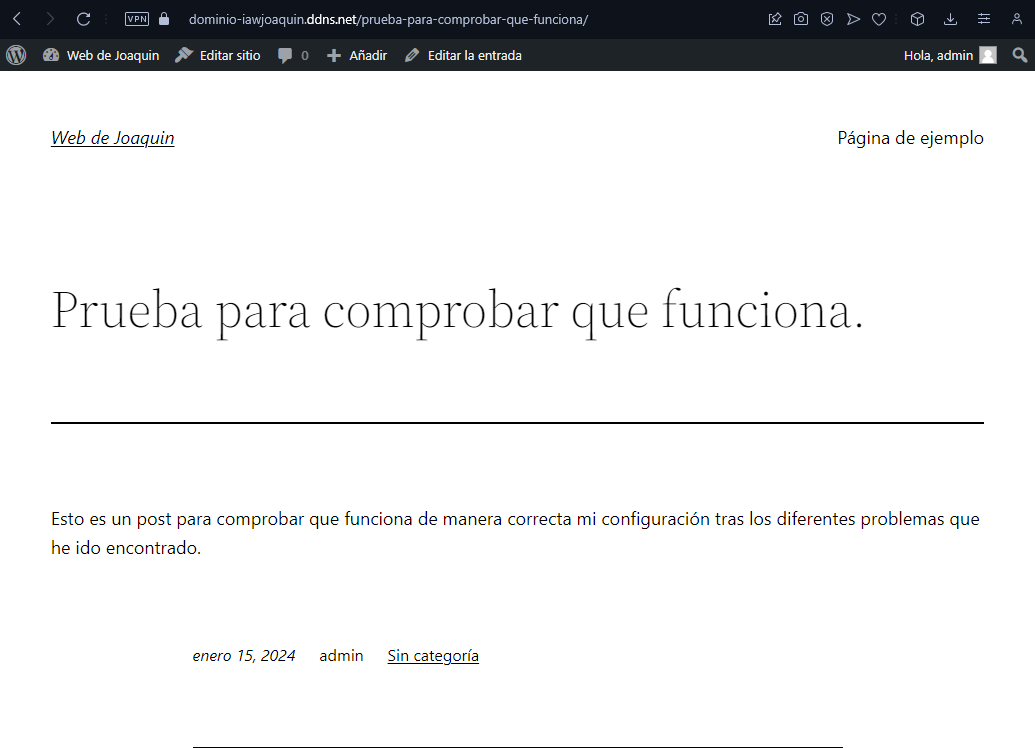 VPN dominio-iawjoaquin.ddns.net/prueba-para-comprobar-que-funciona/
Web de Joaquin Editar sitio 0 Añadir Editar la entrada Hola, admin
Web de Joaquin Página de ejemplo
Prueba para comprobar que funciona.
Esto es un post para comprobar que funciona de manera correcta mi configuración tras los diferentes problemas que
he ido encontrado.
enero 15, 2024 admin Sin categoría